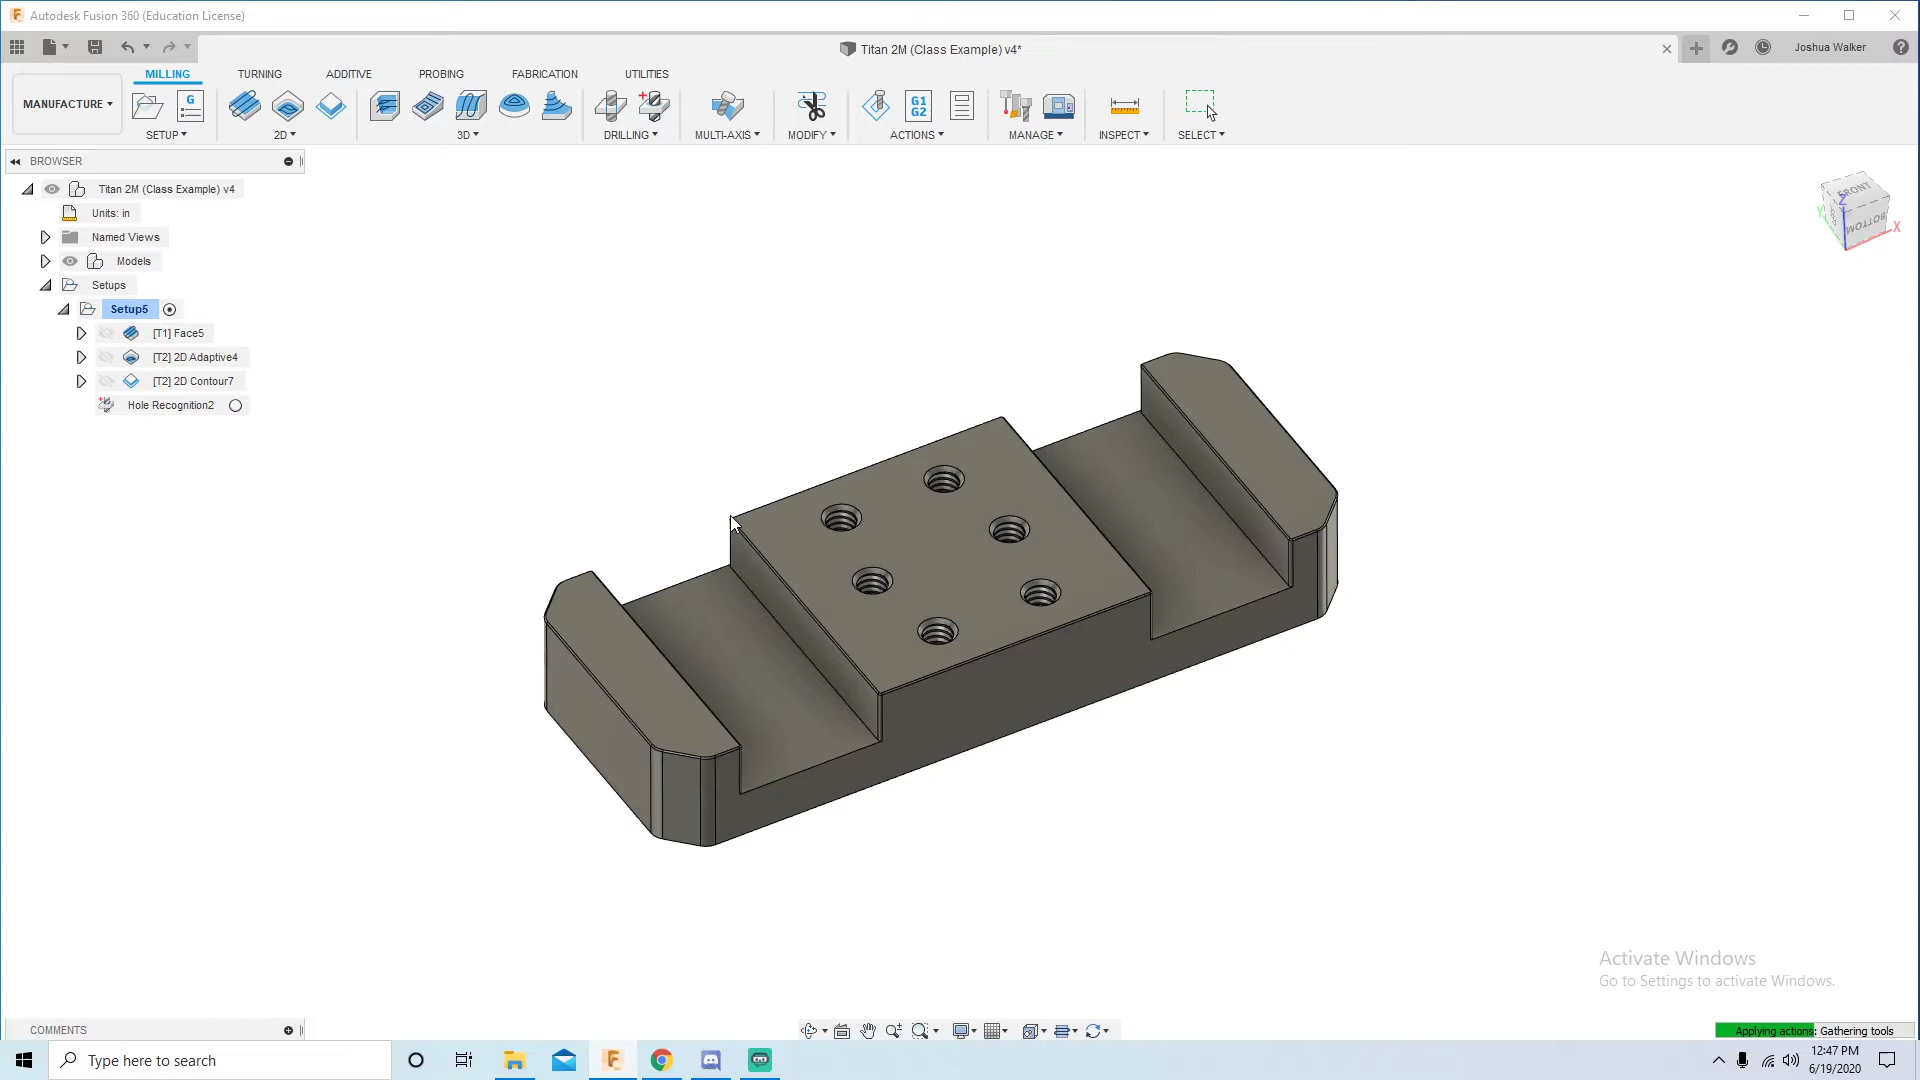 Autodesk Fusion 360 (Education License)
Titan 2M (Class Example) v4*
Joshua Walker
MILLING
TURNING
ADDITIVE
PROBING
FABRICATION
UTILITIES
MANUFACTURE
G
G1
G2
SETUP
2D
3D
DRILLING
MULTI-AXIS
MODIFY
ACTIONS
MANAGE
INSPECT
SELECT
BROWSER
Titan 2M (Class Example) v4
Units: in
Named Views
Models
Setups
Setup5
[T1] Face5
[T2] 2D Adaptive4
[T2] 2D Contour7
Hole Recognition2
FRONT
BOTTOM
Z
X
Y
Activate Windows
Go to Settings to activate Windows.
COMMENTS
Applying actions: Gathering tools
Type here to search
12:47 PM
6/19/2020